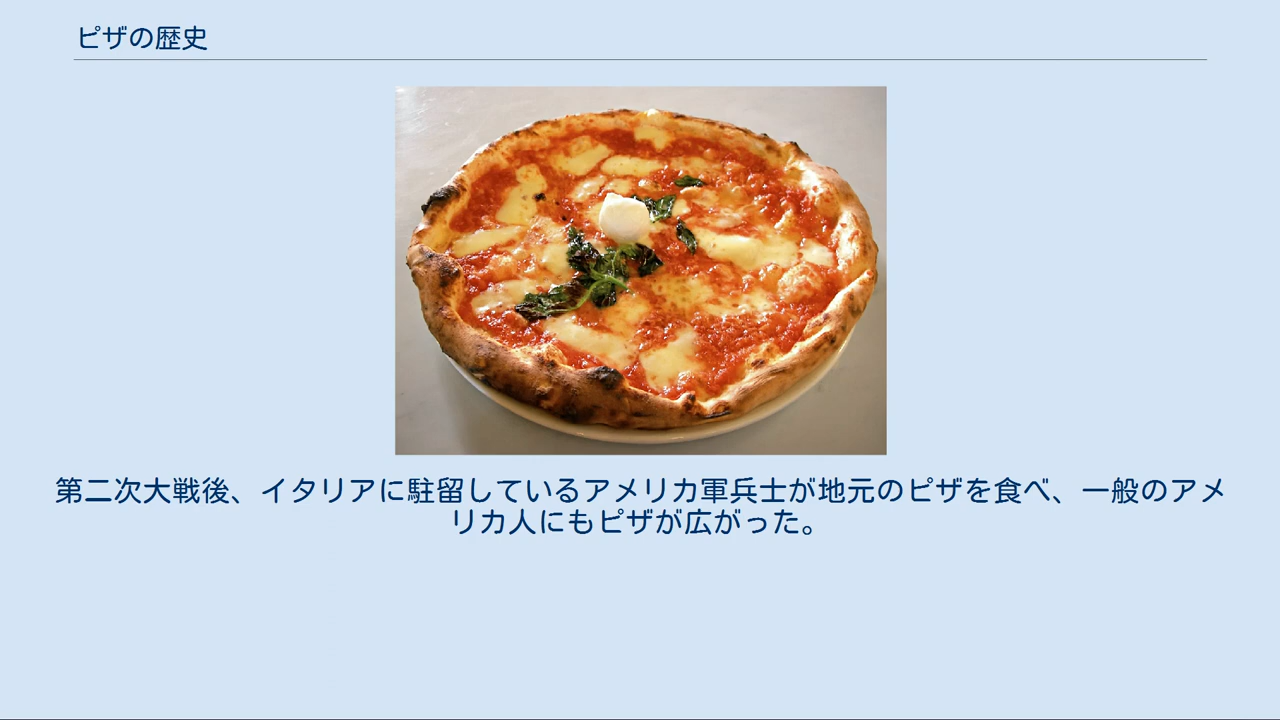 ピザの歴史
第二次大戦後、イタリアに駐留しているアメリカ軍兵士が地元のピザを食べ、一般のアメ
リカ人にもピザが広がった。